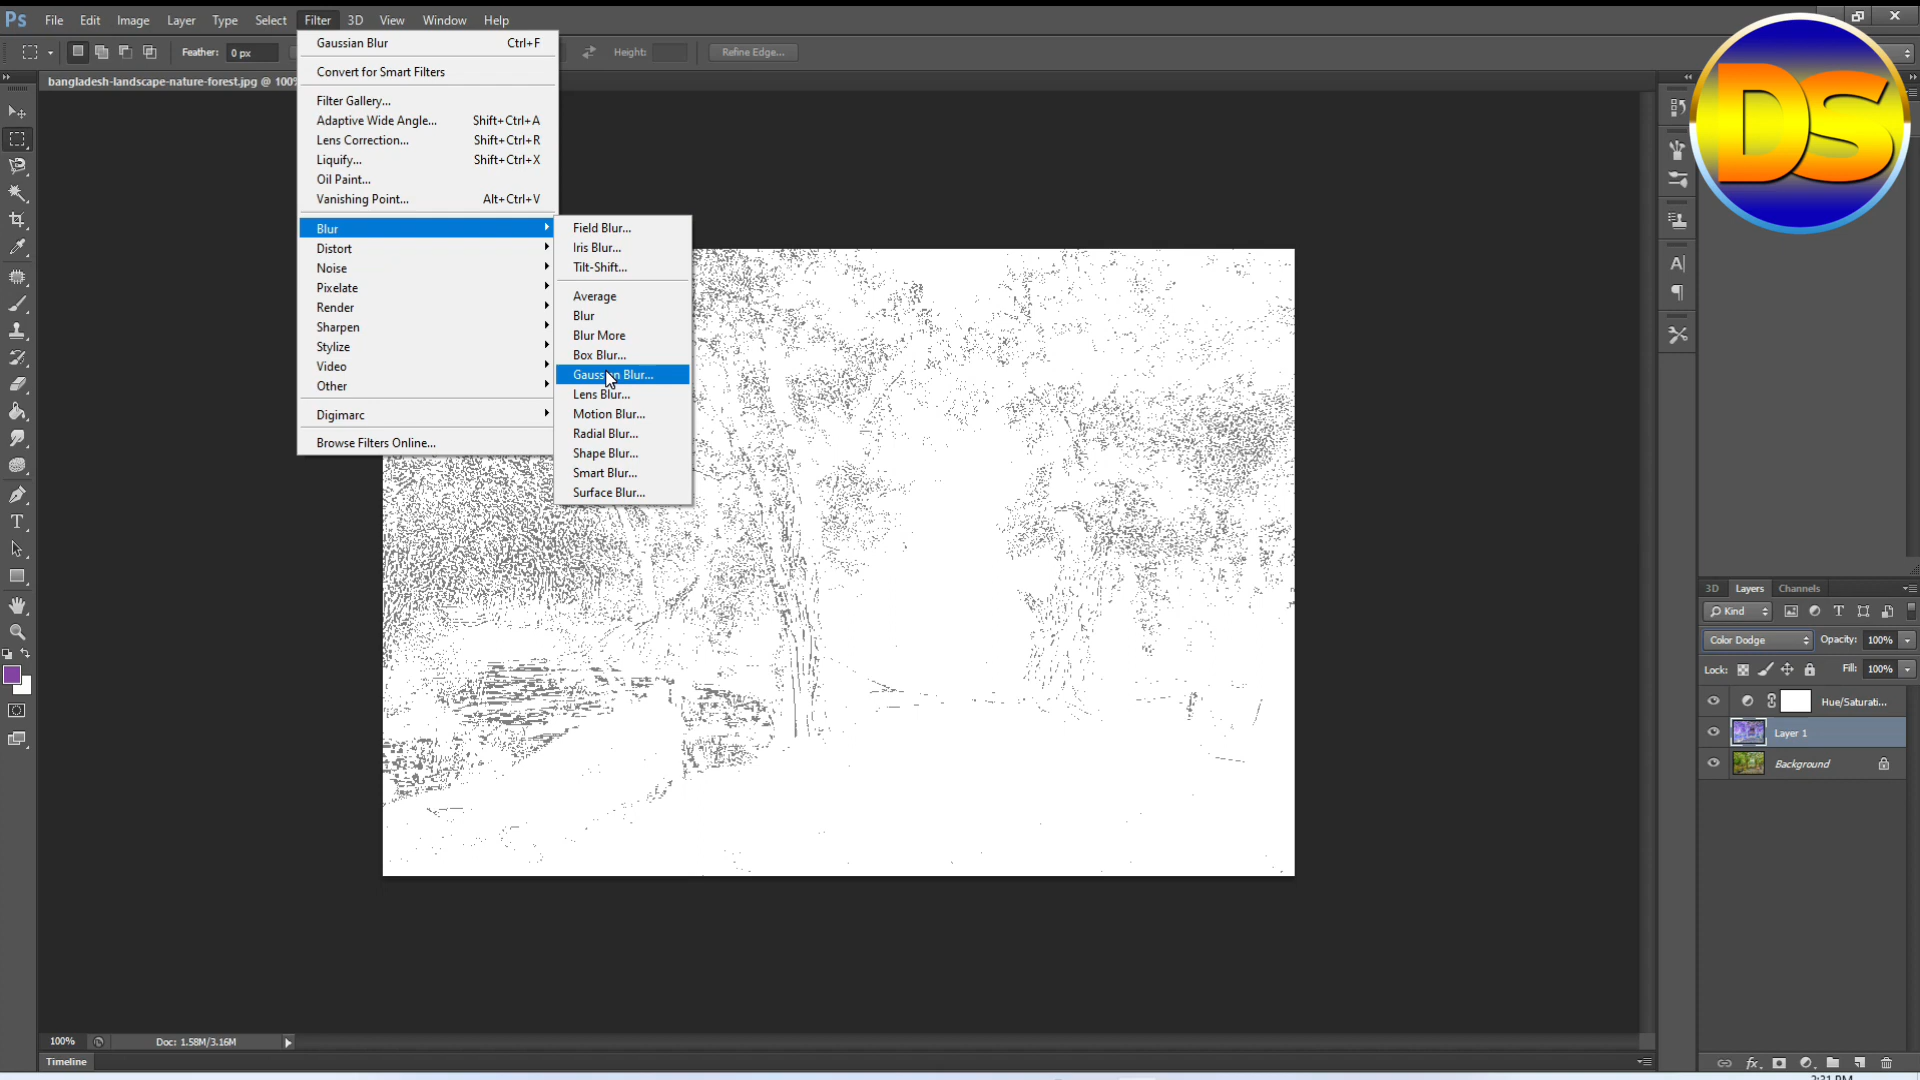 Ps File Edit Image Layer Type Select Filter 3D View Window Help
Feather: 0 px Height: Refine Edge...
bangladesh-landscape-nature-forest.jpg @ 100%
Gaussian Blur Ctrl+F
Convert for Smart Filters
Filter Gallery...
Adaptive Wide Angle... Shift+Ctrl+A
Lens Correction... Shift+Ctrl+R
Liquify... Shift+Ctrl+X
Oil Paint...
Vanishing Point... Alt+Ctrl+V
Blur
Distort
Noise
Pixelate
Render
Sharpen
Stylize
Video
Other
Digimarc
Browse Filters Online...
Field Blur...
Iris Blur...
Tilt-Shift...
Average
Blur
Blur More
Box Blur...
Gaussian Blur...
Lens Blur...
Motion Blur...
Radial Blur...
Shape Blur...
Smart Blur...
Surface Blur...
DS
3D Layers Channels
Kind
Color Dodge Opacity: 100%
Lock: Fill: 100%
Hue/Saturati...
Layer 1
Background
100% Doc: 1.58M/3.16M
Timeline